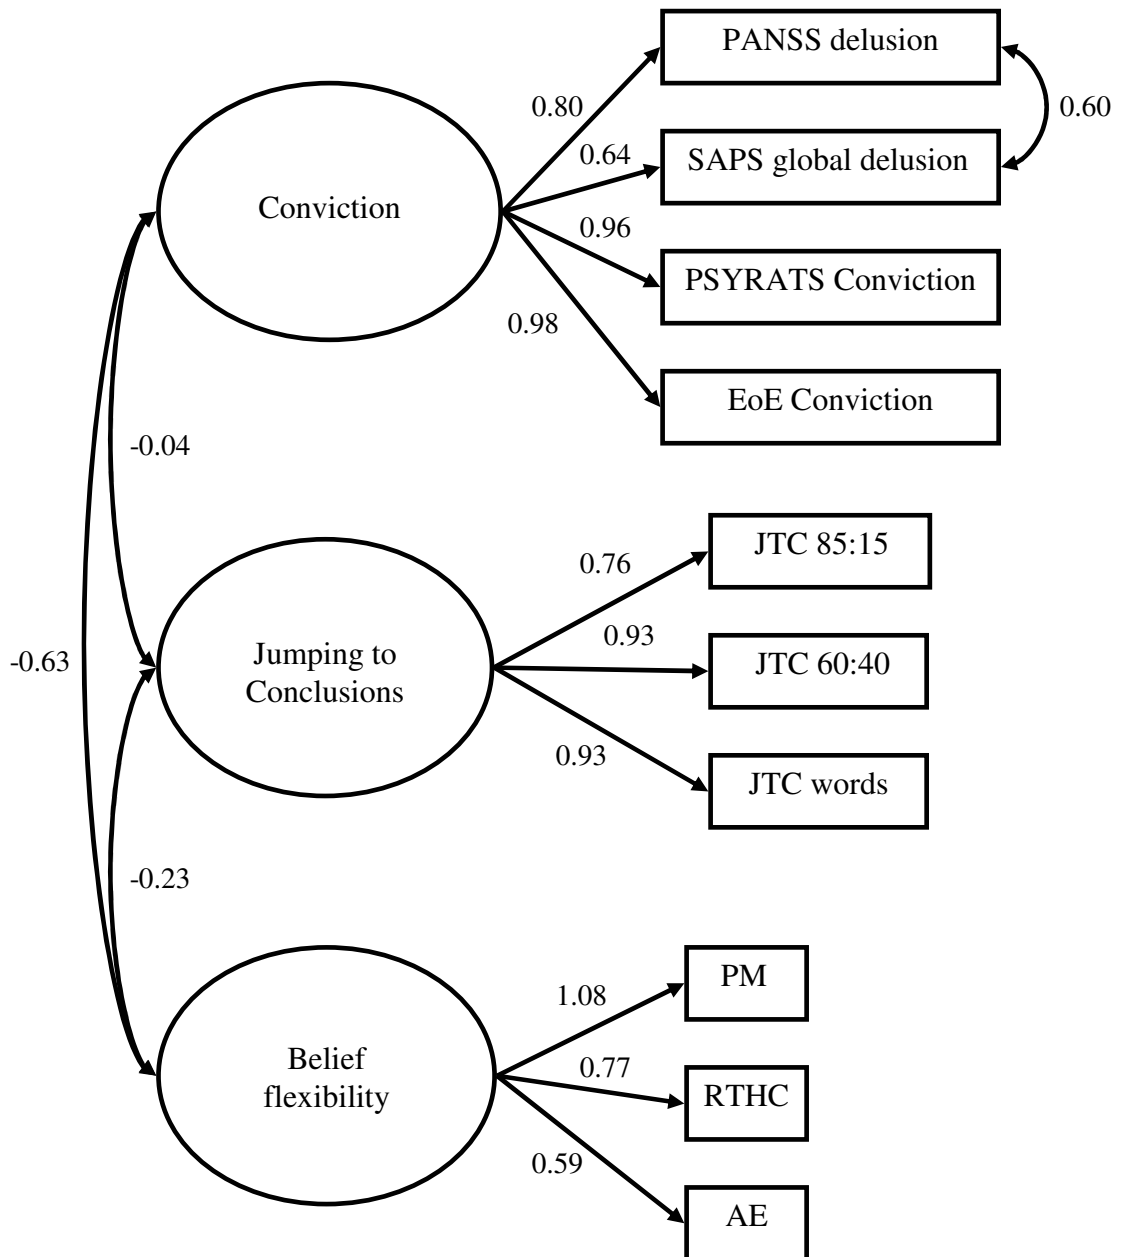 PANSS delusion
0.80
0.60
0.64
SAPS global delusion
Conviction
0.96
PSYRATS Conviction
0.98
EoE Conviction
-0.04
JTC 85:15
0.76
0.93
JTC 60:40
-0.63
Jumping to
Conclusions
0.93
JTC words
-0.23
PM
1.08
Belief
flexibility
0.77
RTHC
0.59
AE